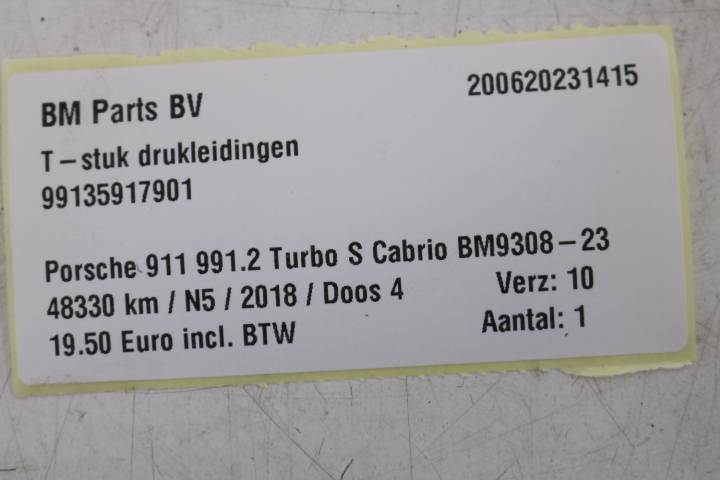 BM Parts BV 200620231415
T-stuk drukleidingen
99135917901
Porsche 911 991.2 Turbo S Cabrio BM9308-23
48330 km / N5 / 2018 / Doos 4 Verz: 10
19.50 Euro incl. BTW Aantal: 1